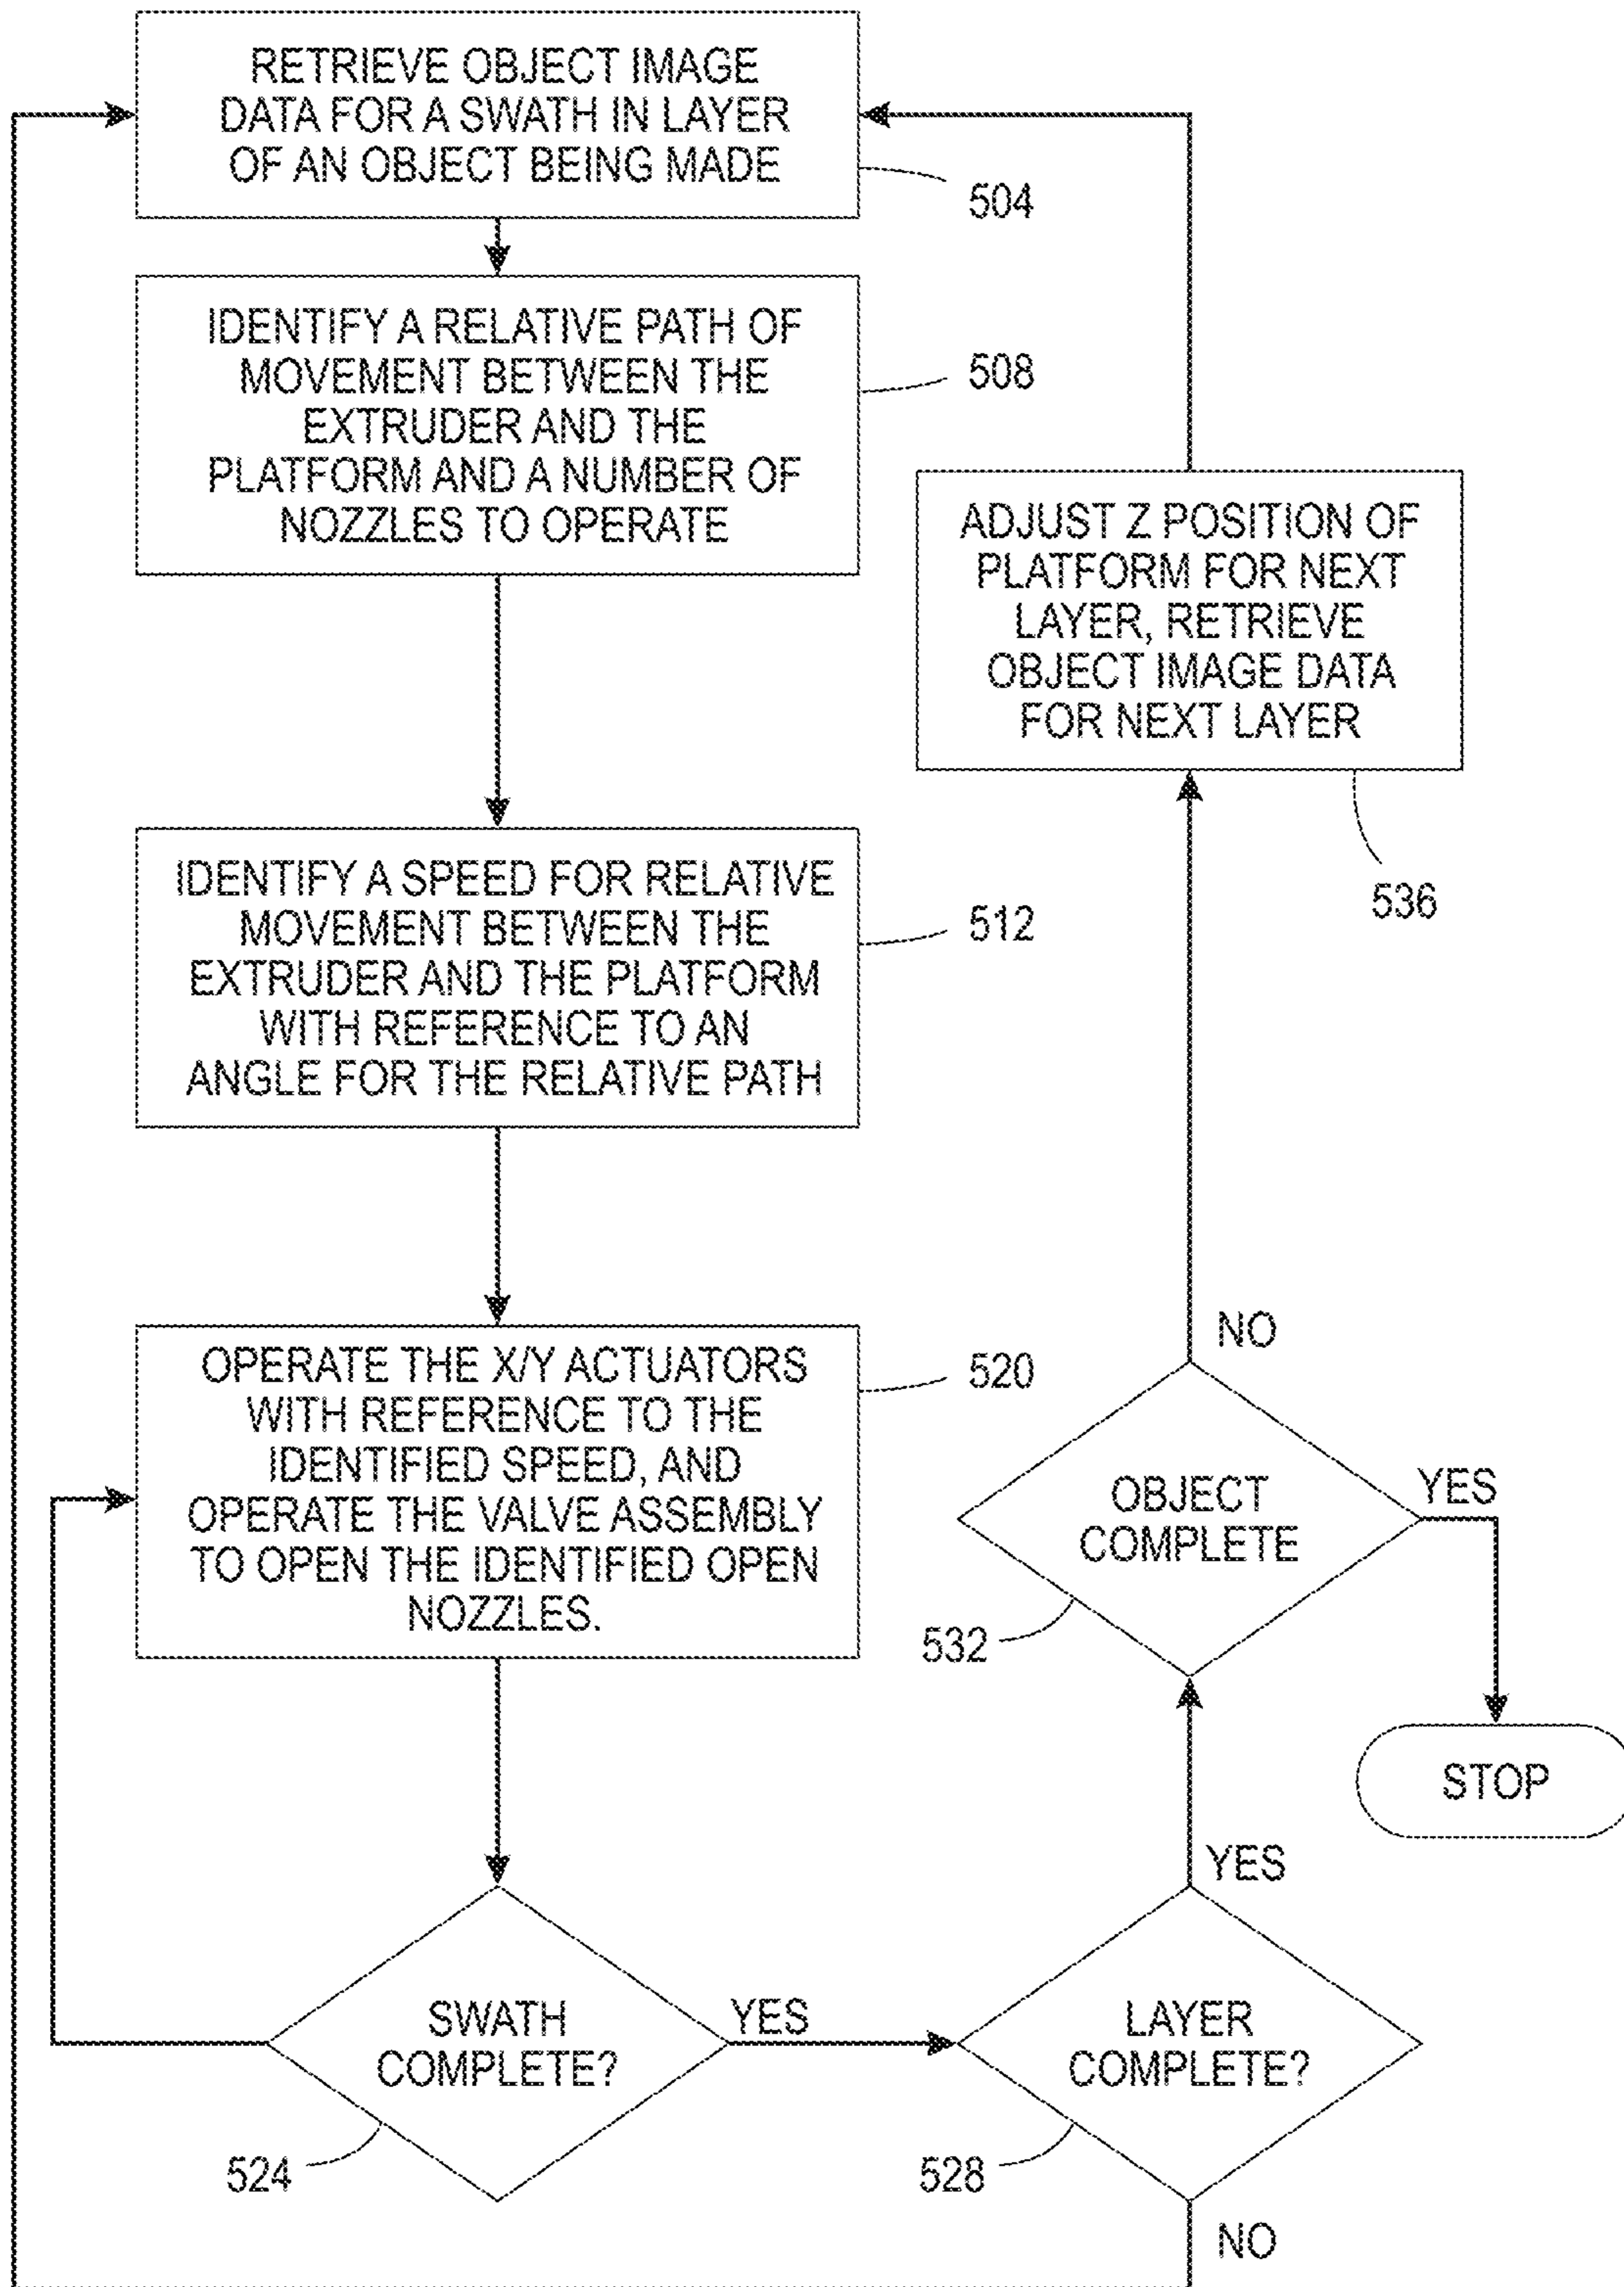 RETRIEVE OBJECT IMAGE
DATA FOR A SWATH IN LAYER
OF AN OBJECT BEING MADE
504
IDENTIFY A RELATIVE PATH OF
MOVEMENT BETWEEN THE
EXTRUDER AND THE
PLATFORM AND A NUMBER OF
NOZZLES TO OPERATE
508
IDENTIFY A SPEED FOR RELATIVE
MOVEMENT BETWEEN THE
EXTRUDER AND THE PLATFORM
WITH REFERENCE TO AN
ANGLE FOR THE RELATIVE PATH
512
OPERATE THE X/Y ACTUATORS
WITH REFERENCE TO THE
IDENTIFIED SPEED, AND
OPERATE THE VALVE ASSEMBLY
TO OPEN THE IDENTIFIED OPEN
NOZZLES.
520
SWATH
COMPLETE?
524
YES
LAYER
COMPLETE?
528
NO
YES
OBJECT
COMPLETE
532
YES
STOP
NO
ADJUST Z POSITION OF
PLATFORM FOR NEXT
LAYER, RETRIEVE
OBJECT IMAGE DATA
FOR NEXT LAYER
536